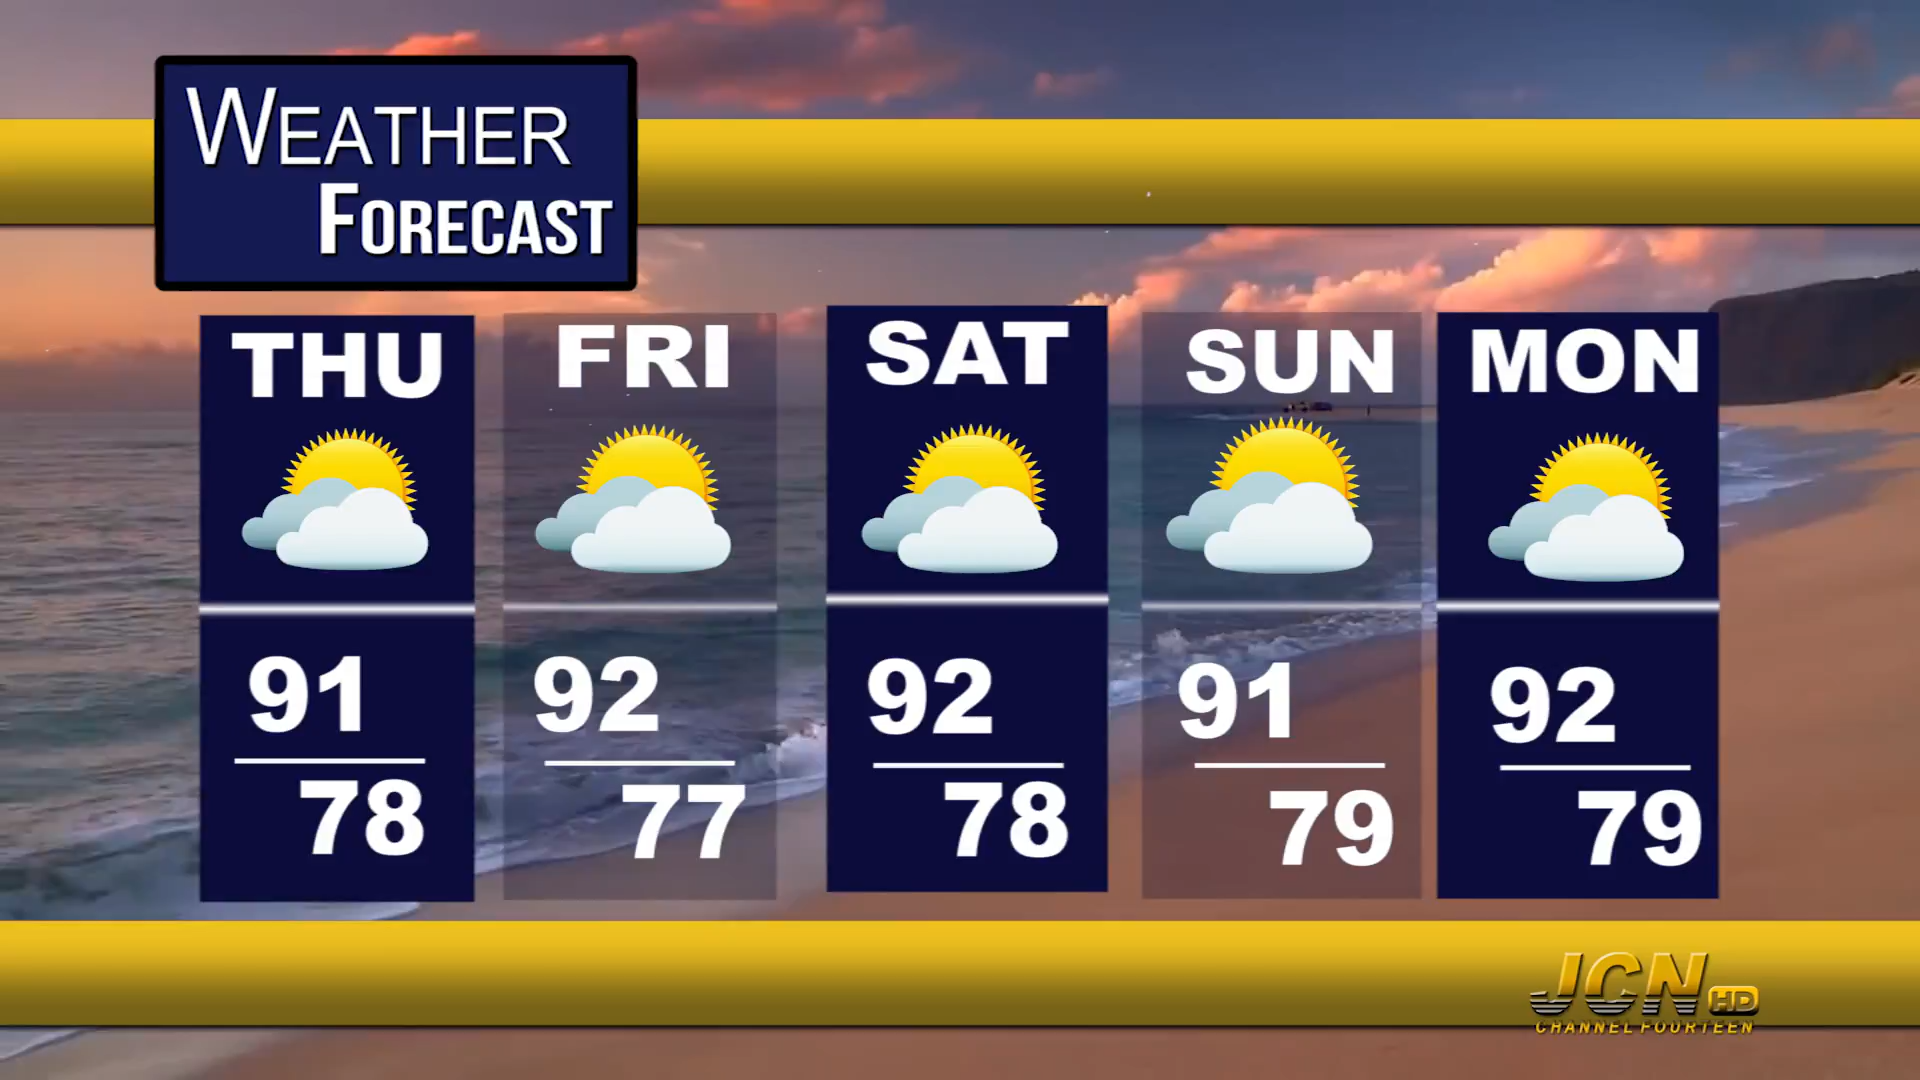 WEATHER
FORECAST
THU FRI SAT SUN MON
91 92 92 91 92
78 77 78 79 79
JCN HD
CHANNEL FOURTEEN